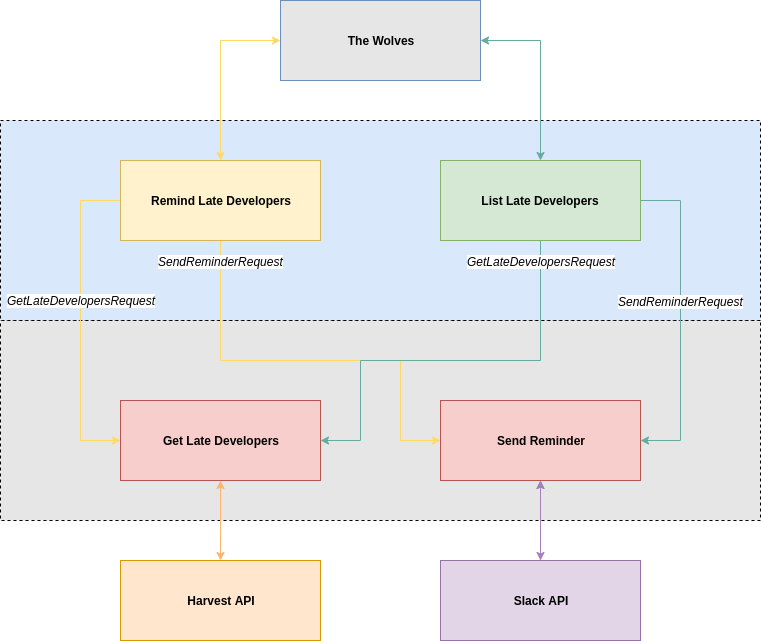 The Wolves
Remind Late Developers
List Late Developers
SendReminderRequest
GetLateDevelopersRequest
GetLateDevelopersRequest
SendReminderRequest
Get Late Developers
Send Reminder
Harvest API
Slack API